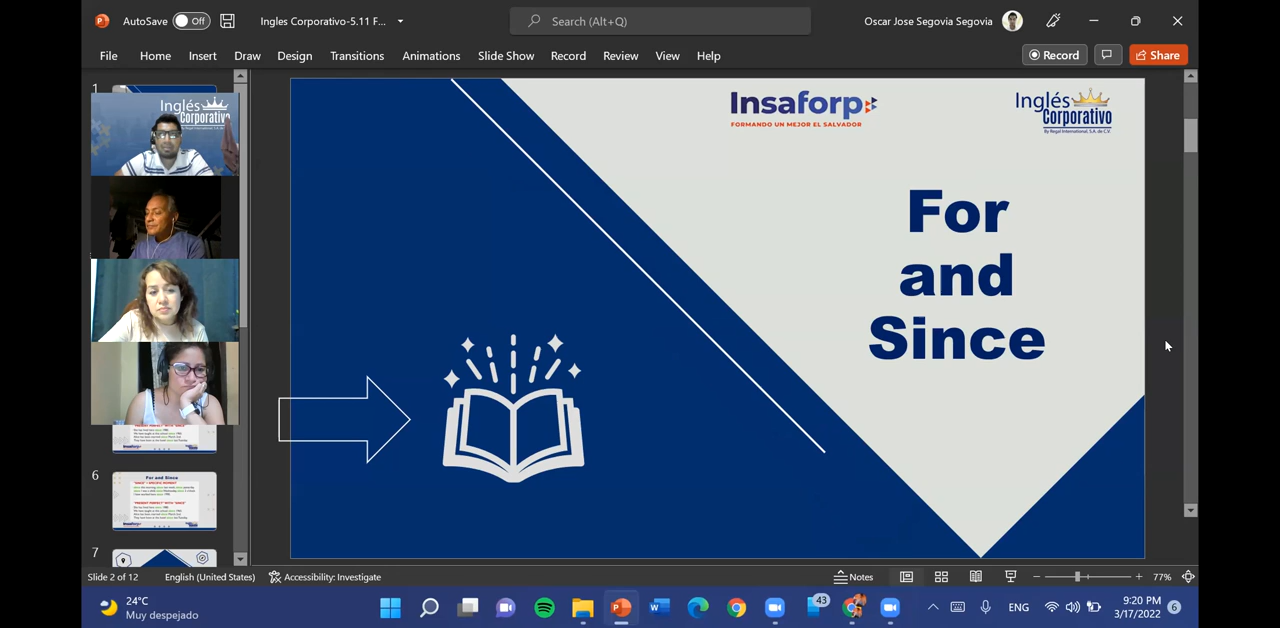 AutoSave Off
Ingles Corporativo-5.11 F...
Search (Alt+Q)
Oscar Jose Segovia Segovia
File Home Insert Draw Design Transitions Animations Slide Show Record Review View Help
Record
Share
1
Inglés
Corporativo
Insaforp
FORMANDO UN MEJOR EL SALVADOR
Inglés
Corporativo
By Regal International, S.A. de C.V.
For
and
Since
6
For and Since
7
Slide 2 of 12 English (United States) Accessibility: Investigate
Notes
77%
24°C
Muy despejado
43
ENG
9:20 PM
3/17/2022
6